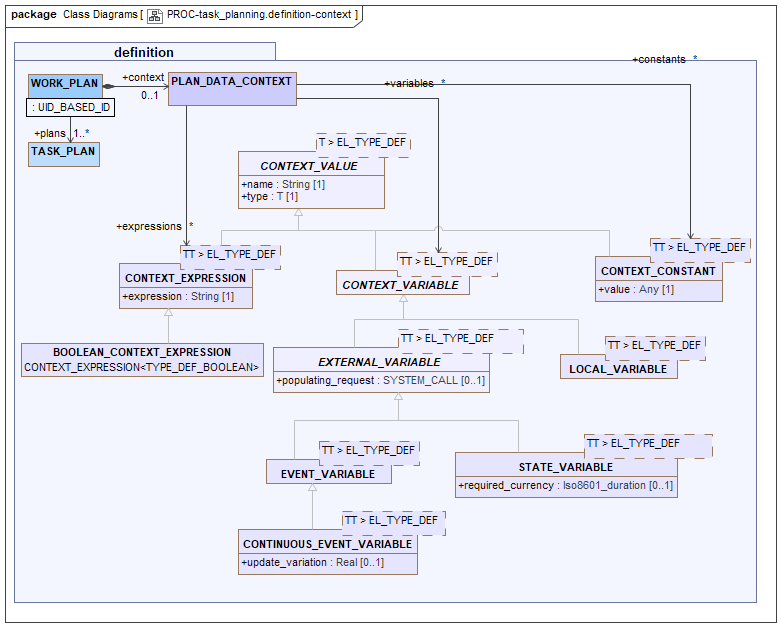 package Class Diagrams [ PROC-task_planning.definition-context ]
definition
+constants *
WORK_PLAN
+context
0..1
PLAN_DATA_CONTEXT
+variables *
: UID_BASED_ID
+plans 1..*
TASK_PLAN
T > EL_TYPE_DEF
CONTEXT_VALUE
+name : String [1]
+type : T [1]
+expressions *
TT > EL_TYPE_DEF
CONTEXT_EXPRESSION
+expression : String [1]
TT > EL_TYPE_DEF
CONTEXT_VARIABLE
TT > EL_TYPE_DEF
CONTEXT_CONSTANT
+value : Any [1]
BOOLEAN_CONTEXT_EXPRESSION
CONTEXT_EXPRESSION<TYPE_DEF_BOOLEAN>
TT > EL_TYPE_DEF
EXTERNAL_VARIABLE
+populating_request : SYSTEM_CALL [0..1]
TT > EL_TYPE_DEF
LOCAL_VARIABLE
TT > EL_TYPE_DEF
EVENT_VARIABLE
TT > EL_TYPE_DEF
STATE_VARIABLE
+required_currency : Iso8601_duration [0..1]
TT > EL_TYPE_DEF
CONTINUOUS_EVENT_VARIABLE
+update_variation : Real [0..1]